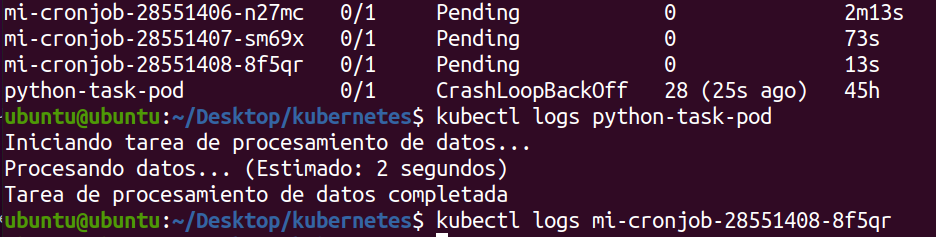 mi-cronjob-28551406-n27mc 0/1 Pending 0 2m13s
mi-cronjob-28551407-sm69x 0/1 Pending 0 73s
mi-cronjob-28551408-8f5qr 0/1 Pending 0 13s
python-task-pod 0/1 CrashLoopBackOff 28 (25s ago) 45h
ubuntu@ubuntu:~/Desktop/kubernetes$ kubectl logs python-task-pod
Iniciando tarea de procesamiento de datos...
Procesando datos... (Estimado: 2 segundos)
Tarea de procesamiento de datos completada
ubuntu@ubuntu:~/Desktop/kubernetes$ kubectl logs mi-cronjob-28551408-8f5qr